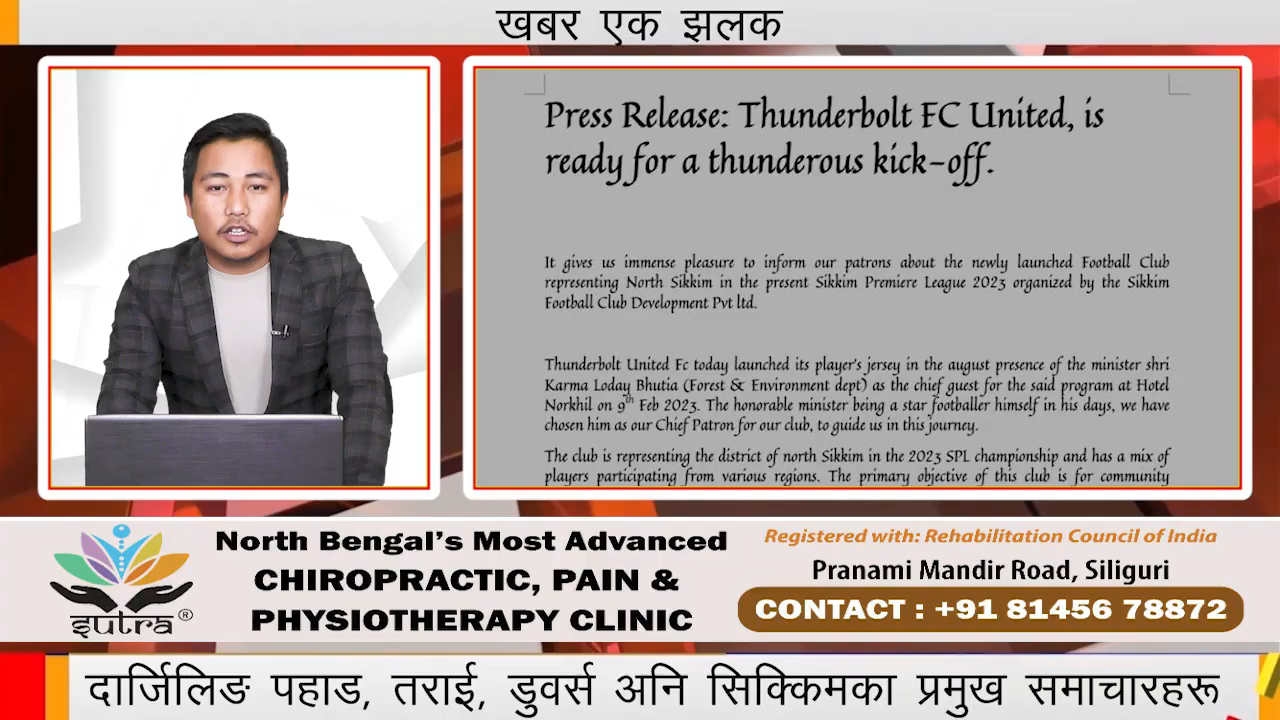 खबर एक झलक
Press Release: Thunderbolt FC United, is
ready for a thunderous kick-off.
It gives us immense pleasure to inform our patrons about the newly launched Football Club
representing North Sikkim in the present Sikkim Premiere League 2023 organized by the Sikkim
Football Club Development Pvt ltd.
Thunderbolt United Fc today launched its player's jersey in the august presence of the minister shri
Karma Loday Bhutia (Forest & Environment dept) as the chief guest for the said program at Hotel
Norkhil on 9th Feb 2023. The honorable minister being a star footballer himself in his days, we have
chosen him as our Chief Patron for our club, to guide us in this journey.
The club is representing the district of north Sikkim in the 2023 SPL championship and has a mix of
players participating from various regions. The primary objective of this club is for community
sutra®
North Bengal's Most Advanced
CHIROPRACTIC, PAIN &
PHYSIOTHERAPY CLINIC
Registered with: Rehabilitation Council of India
Pranami Mandir Road, Siliguri
CONTACT : +91 81456 78872
दार्जिलिङ पहाड, तराई, डुवर्स अनि सिक्किमका प्रमुख समाचारहरू